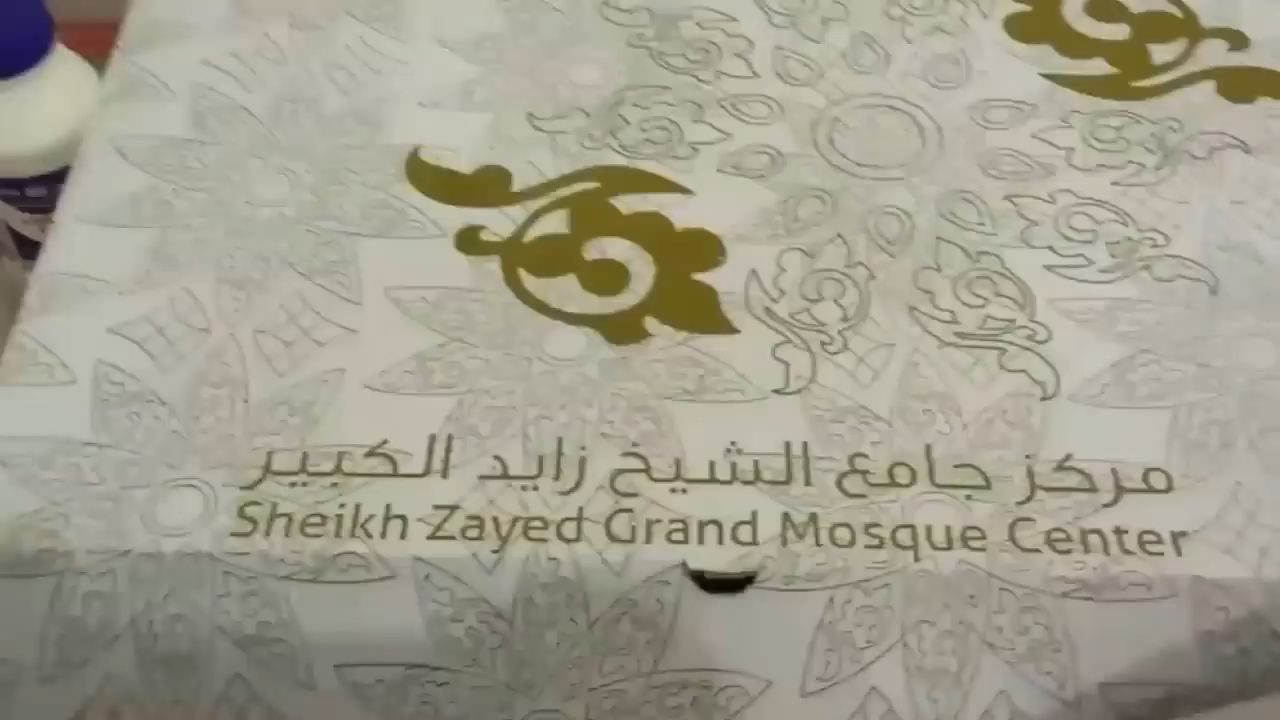 مركز جامع الشيخ زايد الكبير
Sheikh Zayed Grand Mosque Center